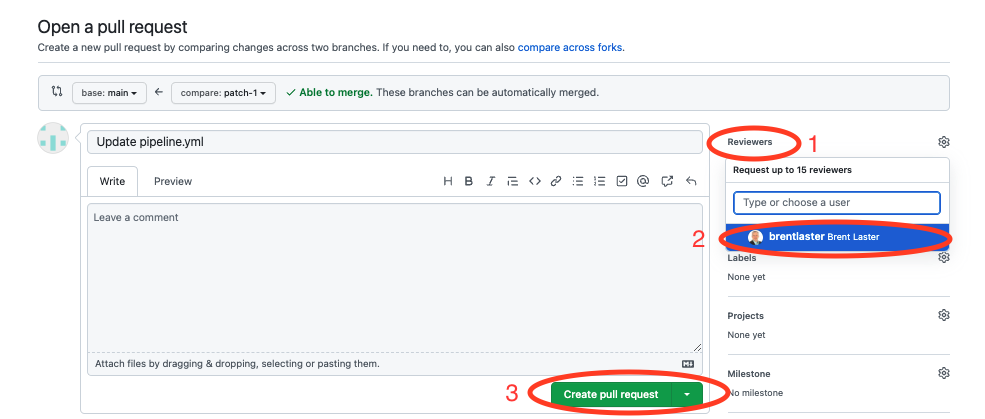 Open a pull request
Create a new pull request by comparing changes across two branches. If you need to, you can also compare across forks.
base: main
compare: patch-1
Able to merge. These branches can be automatically merged.
Update pipeline.yml
Reviewers
1
Write
Preview
H B I
Request up to 15 reviewers
Type or choose a user
Leave a comment
2
brentlaster Brent Laster
Labels
None yet
Projects
None yet
Attach files by dragging & dropping, selecting or pasting them.
Milestone
No milestone
3
Create pull request